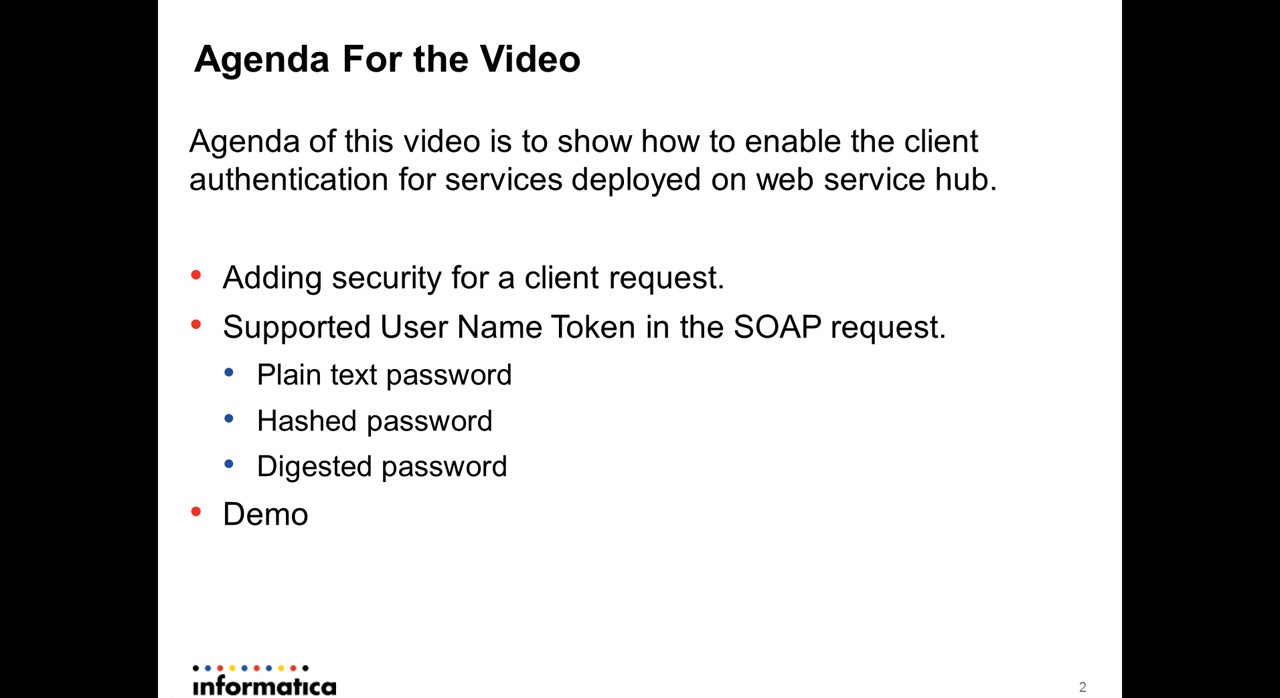 Agenda For the Video
Agenda of this video is to show how to enable the client
authentication for services deployed on web service hub.
• Adding security for a client request.
• Supported User Name Token in the SOAP request.
• Plain text password
• Hashed password
• Digested password
• Demo
informatica
2